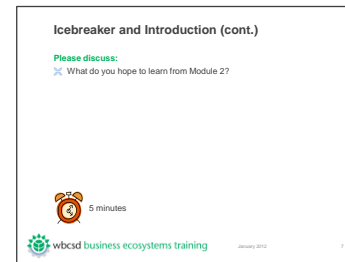 Icebreaker and Introduction (cont.)
Please discuss:
What do you hope to learn from Module 2?
5 minutes
wbcsd business ecosystems training
January 2012
7